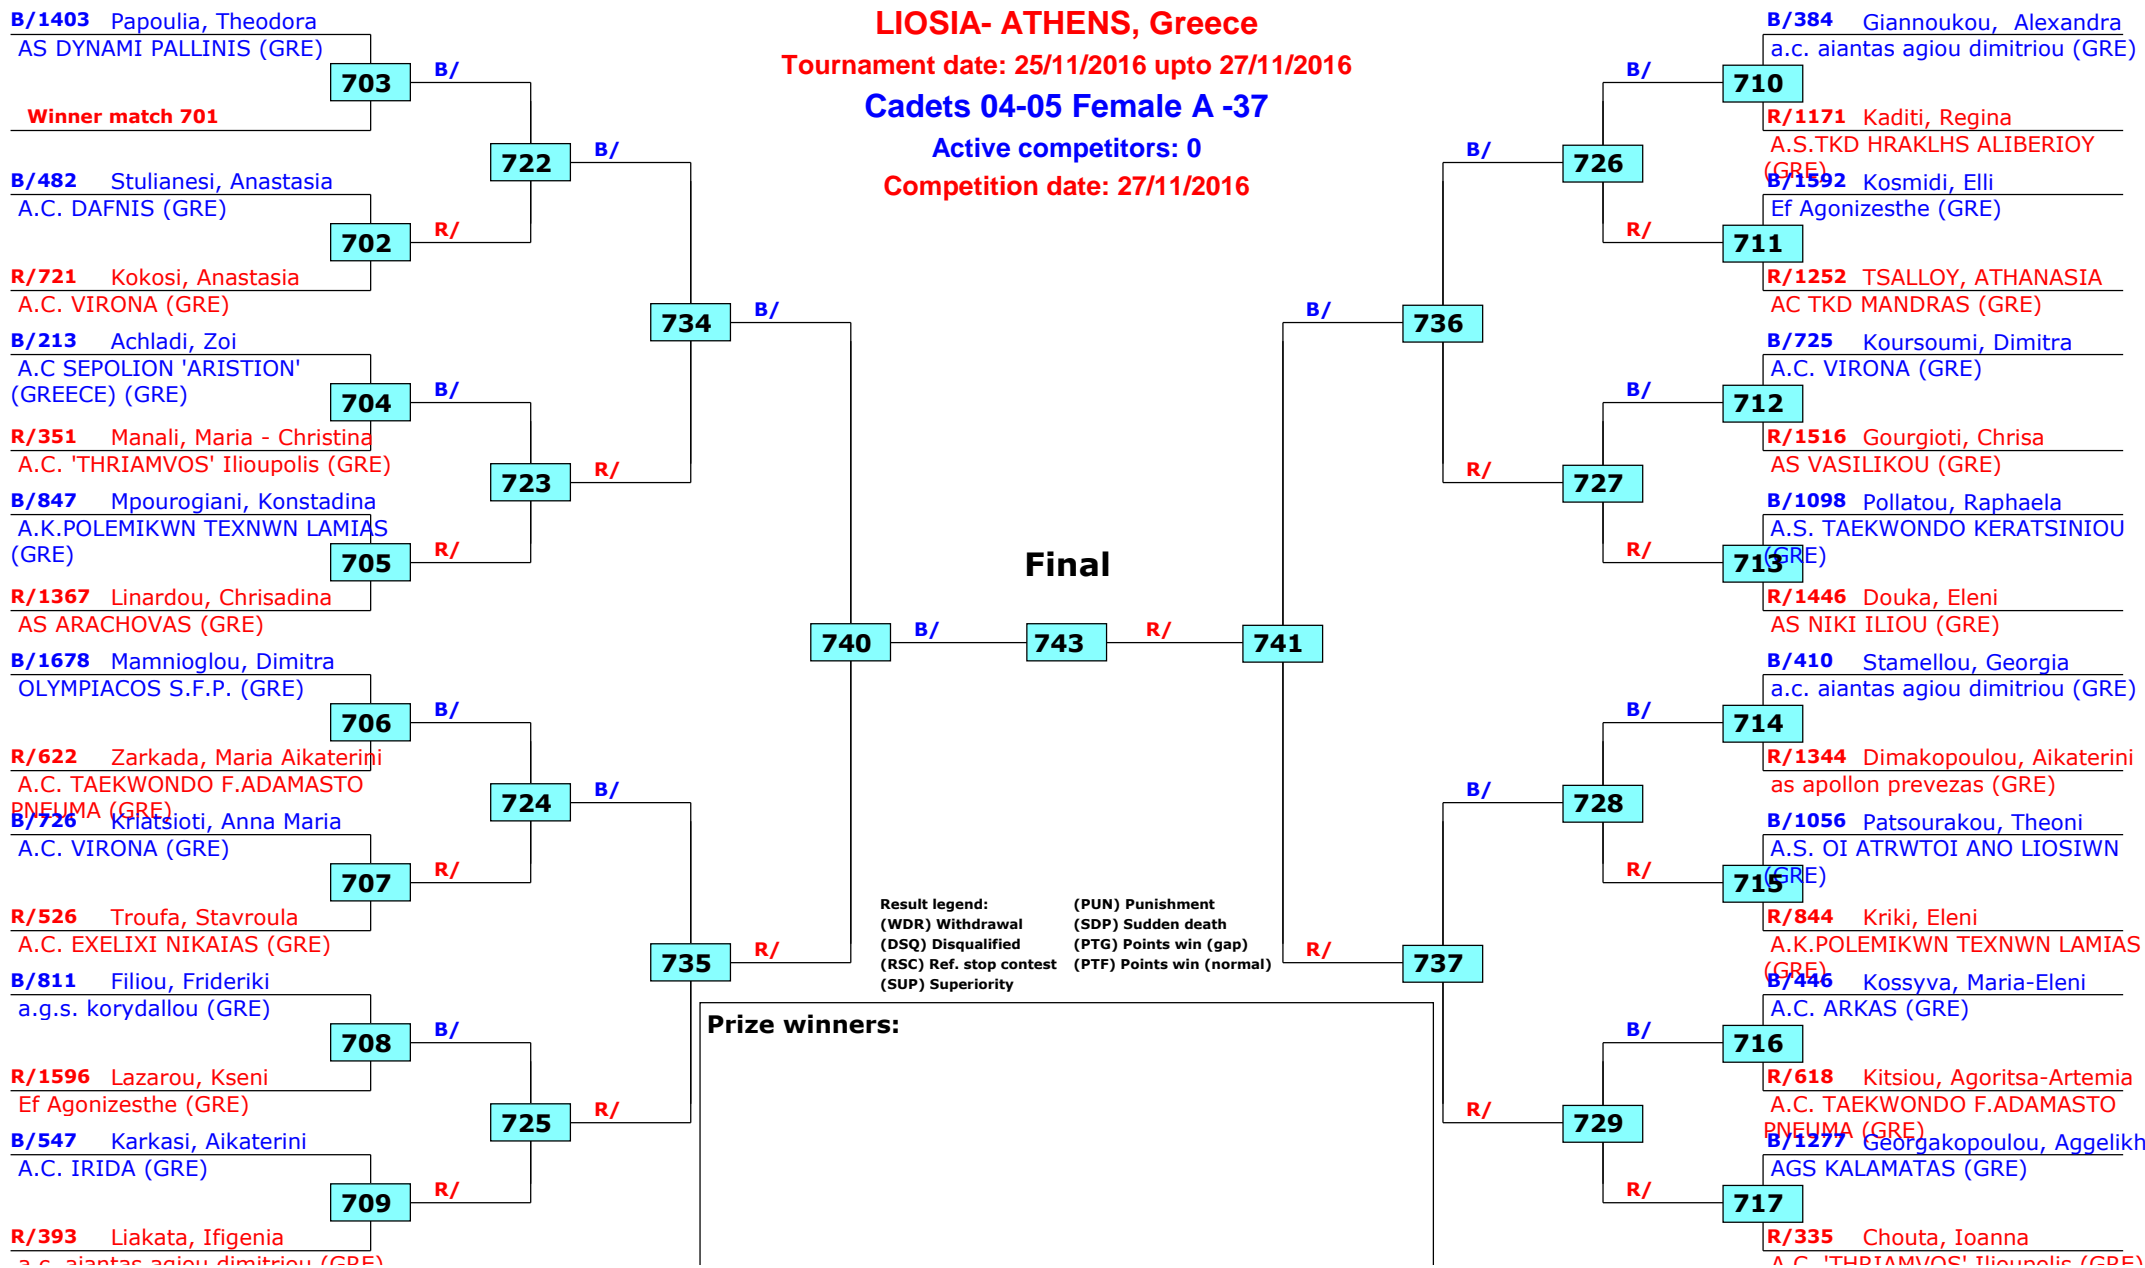 LIOSIA- ATHENS, Greece
Tournament date: 25/11/2016 upto 27/11/2016
Cadets 04-05 Female A -37
Active competitors: 0
Competition date: 27/11/2016
B/1403 Papoulia, Theodora
AS DYNAMI PALLINIS (GRE)
703
B/
Winner match 701
722
B/
B/482 Stulianesi, Anastasia
A.C. DAFNIS (GRE)
702
R/
R/721 Kokosi, Anastasia
A.C. VIRONA (GRE)
734
B/
B/213 Achladi, Zoi
A.C SEPOLION 'ARISTION'
(GREECE) (GRE)
704
B/
R/351 Manali, Maria - Christina
A.C. 'THRIAMVOS' Ilioupolis (GRE)
723
R/
B/847 Mpourogiani, Konstadina
A.K.POLEMIKWN TEXNWN LAMIAS
(GRE)
705
R/
R/1367 Linardou, Chrisadina
AS ARACHOVAS (GRE)
740
B/
B/1678 Mamnioglou, Dimitra
OLYMPIACOS S.F.P. (GRE)
706
B/
R/622 Zarkada, Maria Aikaterini
A.C. TAEKWONDO F.ADAMASTO
PNEUMA (GRE)
724
B/
B/726 Kriatsioti, Anna Maria
A.C. VIRONA (GRE)
707
R/
R/526 Troufa, Stavroula
A.C. EXELIXI NIKAIAS (GRE)
735
R/
B/811 Filiou, Frideriki
a.g.s. korydallou (GRE)
708
B/
R/1596 Lazarou, Kseni
Ef Agonizesthe (GRE)
725
R/
B/547 Karkasi, Aikaterini
A.C. IRIDA (GRE)
709
R/
R/393 Liakata, Ifigenia
a.c. aiantas agiou dimitriou (GRE)
Final
743
R/
741
B/384 Giannoukou, Alexandra
a.c. aiantas agiou dimitriou (GRE)
B/
710
R/1171 Kaditi, Regina
A.S.TKD HRAKLHS ALIBERIOY
(GRE)
B/
726
B/1592 Kosmidi, Elli
Ef Agonizesthe (GRE)
R/
711
R/1252 TSALLOY, ATHANASIA
AC TKD MANDRAS (GRE)
B/
736
B/725 Koursoumi, Dimitra
A.C. VIRONA (GRE)
B/
712
R/1516 Gourgioti, Chrisa
AS VASILIKOU (GRE)
R/
727
B/1098 Pollatou, Raphaela
A.S. TAEKWONDO KERATSINIOU
(GRE)
R/
713
R/1446 Douka, Eleni
AS NIKI ILIOU (GRE)
B/410 Stamellou, Georgia
a.c. aiantas agiou dimitriou (GRE)
B/
714
R/1344 Dimakopoulou, Aikaterini
as apollon prevezas (GRE)
B/
728
B/1056 Patsourakou, Theoni
A.S. OI ATRWTOI ANO LIOSIWN
(GRE)
R/
715
R/844 Kriki, Eleni
A.K.POLEMIKWN TEXNWN LAMIAS
(GRE)
R/
737
B/446 Kossyva, Maria-Eleni
A.C. ARKAS (GRE)
B/
716
R/618 Kitsiou, Agoritsa-Artemia
A.C. TAEKWONDO F.ADAMASTO
PNEUMA (GRE)
R/
729
B/1277 Georgakopoulou, Aggelikh
AGS KALAMATAS (GRE)
R/
717
R/335 Chouta, Ioanna
A.C. 'THRIAMVOS' Ilioupolis (GRE)
Result legend: (PUN) Punishment
(WDR) Withdrawal (SDP) Sudden death
(DSQ) Disqualified (PTG) Points win (gap)
(RSC) Ref. stop contest (PTF) Points win (normal)
(SUP) Superiority
Prize winners: